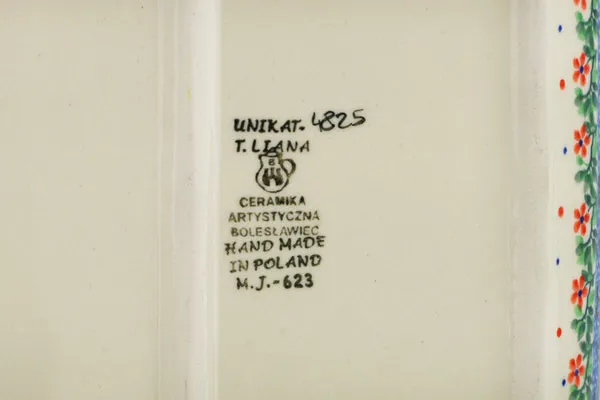 UNIKAT- 4825
T. LIANA
B
CERAMIKA
ARTYSTYCZNA
BOLESŁAWIEC
HAND MADE
IN POLAND
M.J.-623